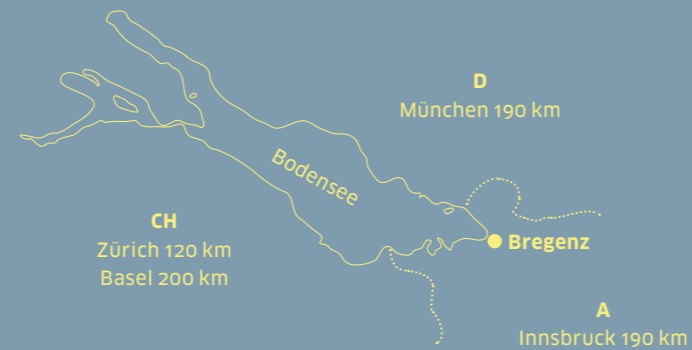 D
München 190 km
Bodensee
CH
Zürich 120 km
Basel 200 km
Bregenz
A
Innsbruck 190 km